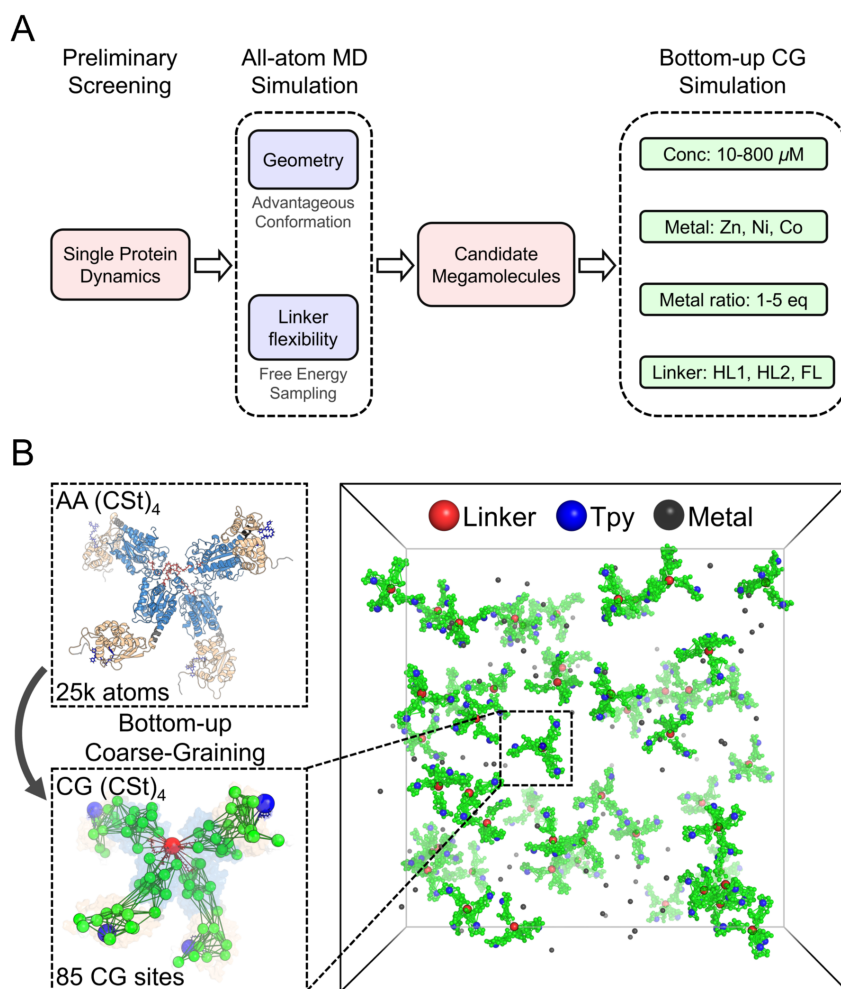 A
Preliminary
Screening
All-atom MD
Simulation
Bottom-up CG
Simulation
Geometry
Advantageous
Conformation
Single Protein
Dynamics
Linker
flexibility
Free Energy
Sampling
Candidate
Megamolecules
Conc: 10-800 µM
Metal: Zn, Ni, Co
Metal ratio: 1-5 eq
Linker: HL1, HL2, FL
B
AA (CSt)₄
25k atoms
Bottom-up
Coarse-Graining
CG (CSt)₄
85 CG sites
Linker Tpy Metal